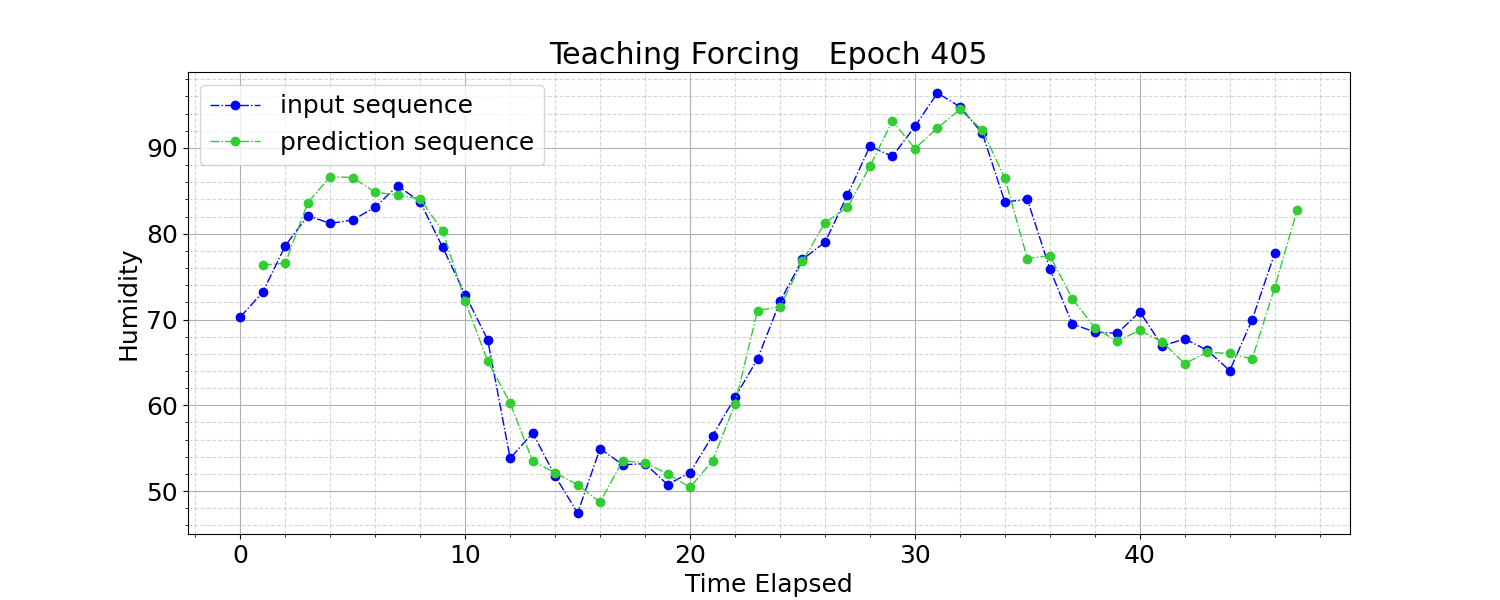 Teaching Forcing   Epoch 405
input sequence
prediction sequence
Humidity
90
80
70
60
50
0 10 20 30 40
Time Elapsed